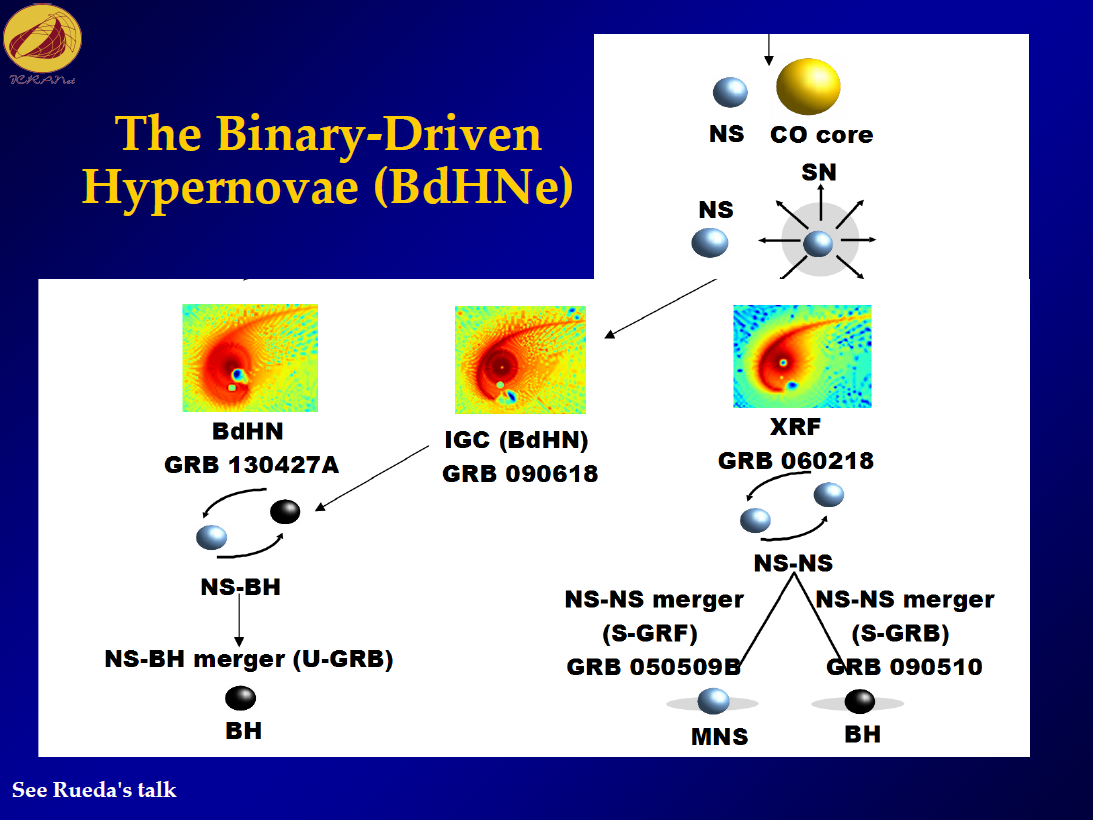 ICRANet
The Binary-Driven
Hypernovae (BdHNe)
NS CO core
SN
NS
BdHN
GRB 130427A
IGC (BdHN)
GRB 090618
XRF
GRB 060218
NS-BH
NS-BH merger (U-GRB)
BH
NS-NS
NS-NS merger
(S-GRF)
GRB 050509B
MNS
NS-NS merger
(S-GRB)
GRB 090510
BH
See Rueda's talk